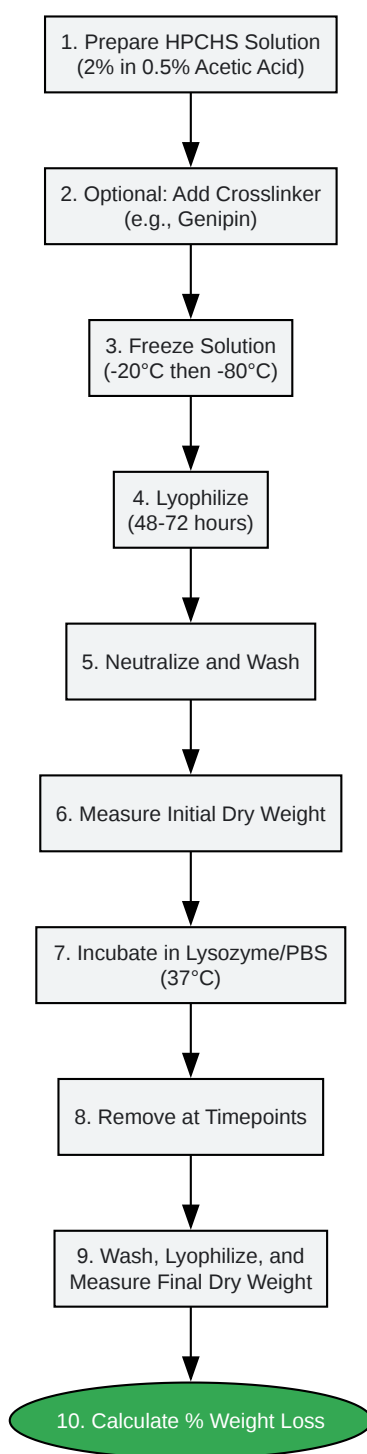 1. Prepare HPCHS Solution
(2% in 0.5% Acetic Acid)
2. Optional: Add Crosslinker
(e.g., Genipin)
3. Freeze Solution
(-20°C then -80°C)
4. Lyophilize
(48-72 hours)
5. Neutralize and Wash
6. Measure Initial Dry Weight
7. Incubate in Lysozyme/PBS
(37°C)
8. Remove at Timepoints
9. Wash, Lyophilize, and
Measure Final Dry Weight
10. Calculate % Weight Loss